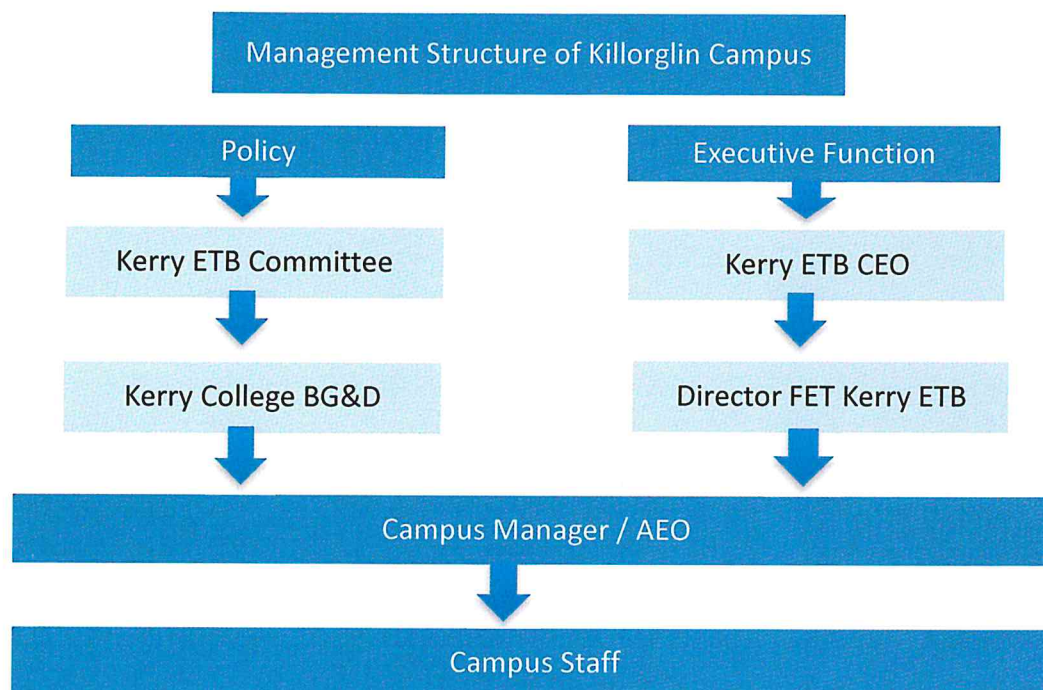 Management Structure of Killorglin Campus
Policy
Executive Function
Kerry ETB Committee
Kerry ETB CEO
Kerry College BG&D
Director FET Kerry ETB
Campus Manager / AEO
Campus Staff